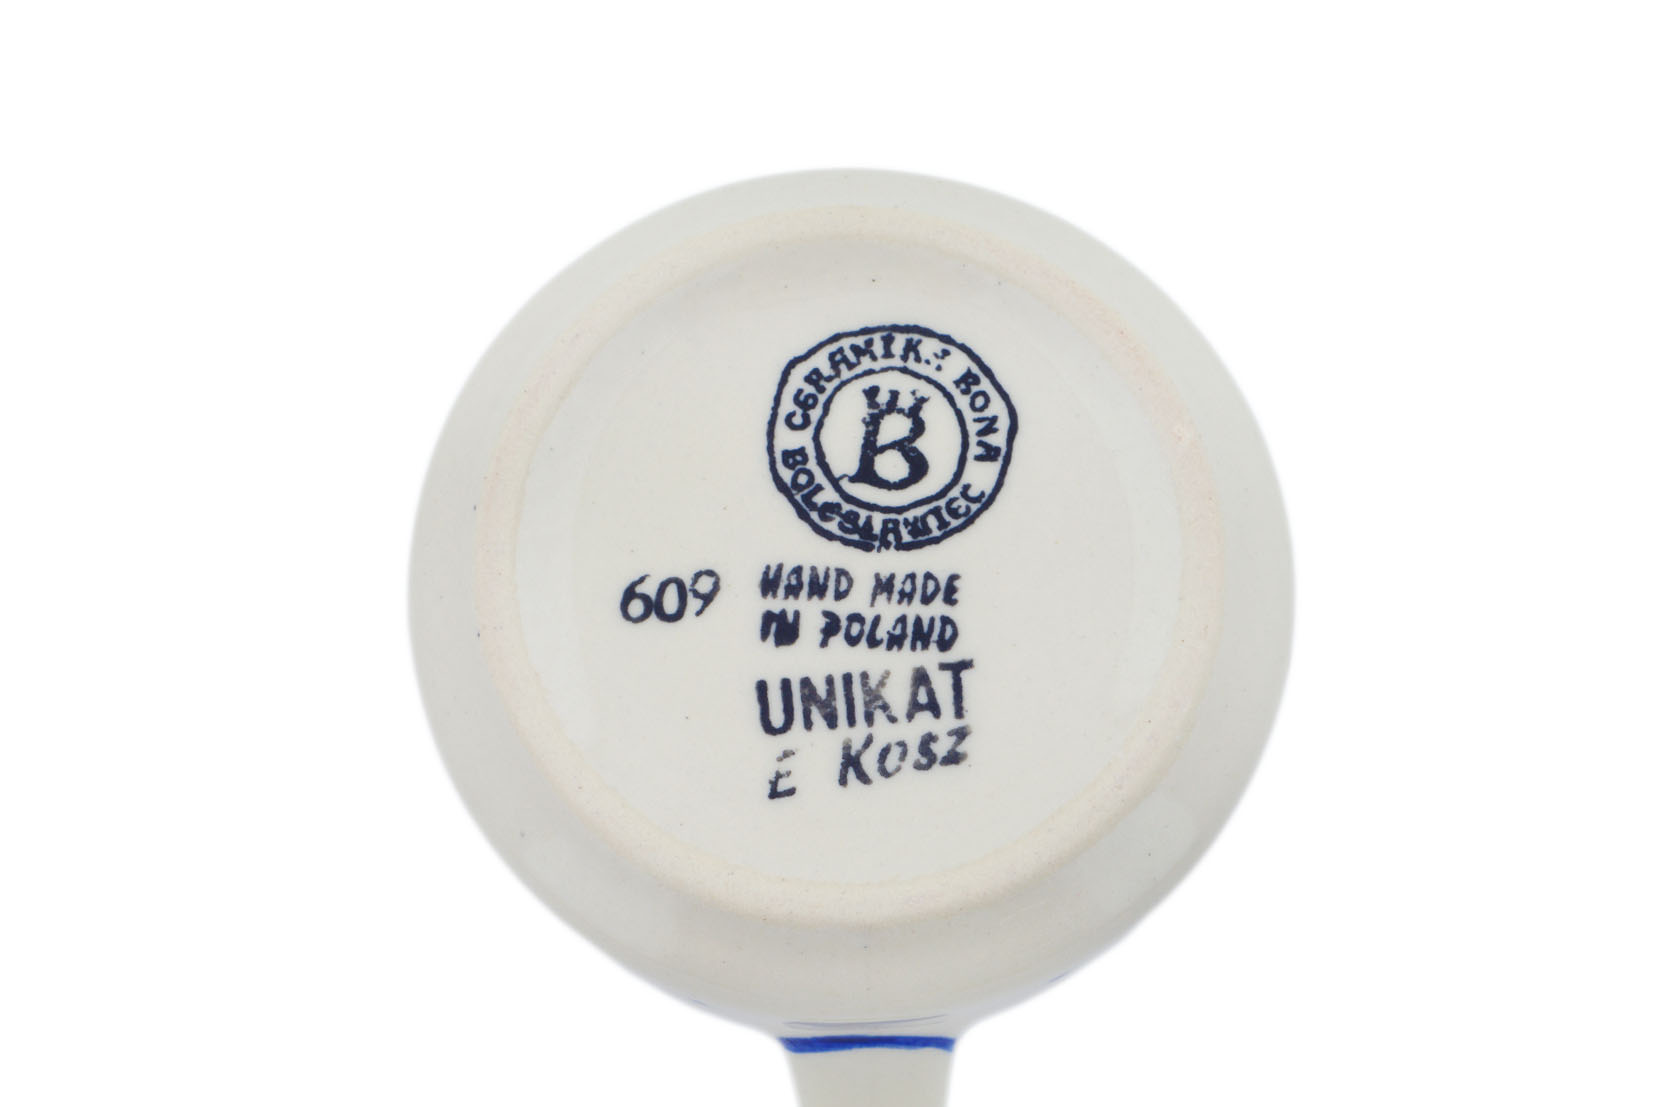 CERAMIKA BONA
BOLESŁAWIEC
B
609
HAND MADE
IN POLAND
UNIKAT
E KOSZ